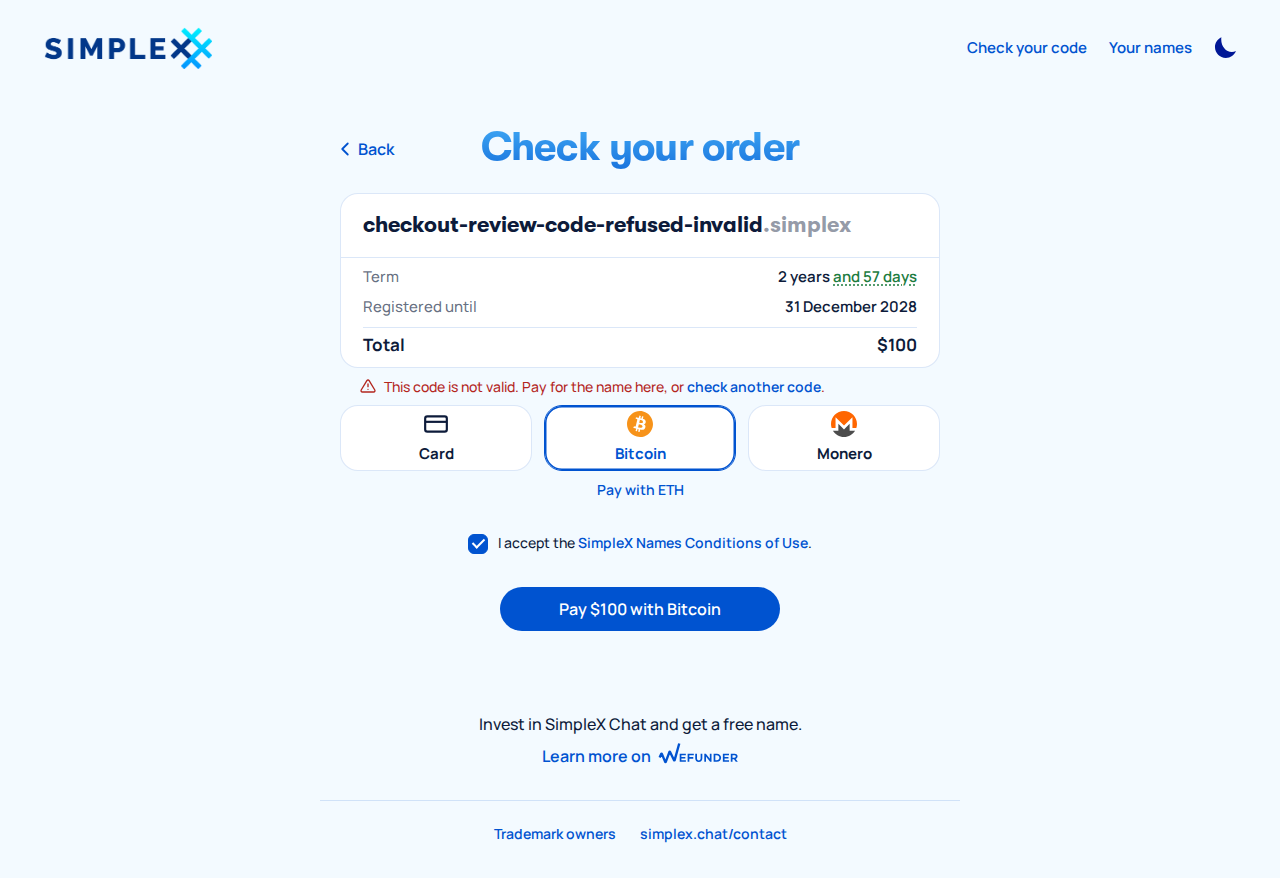 SIMPLEX
Check your code
Your names
Back
Check your order
checkout-review-code-refused-invalid.simplex
Term
2 years and 57 days
Registered until
31 December 2028
Total
$100
This code is not valid. Pay for the name here, or check another code.
Card
Bitcoin
Monero
Pay with ETH
I accept the SimpleX Names Conditions of Use.
Pay $100 with Bitcoin
Invest in SimpleX Chat and get a free name.
Learn more on WEFUNDER
Trademark owners
simplex.chat/contact